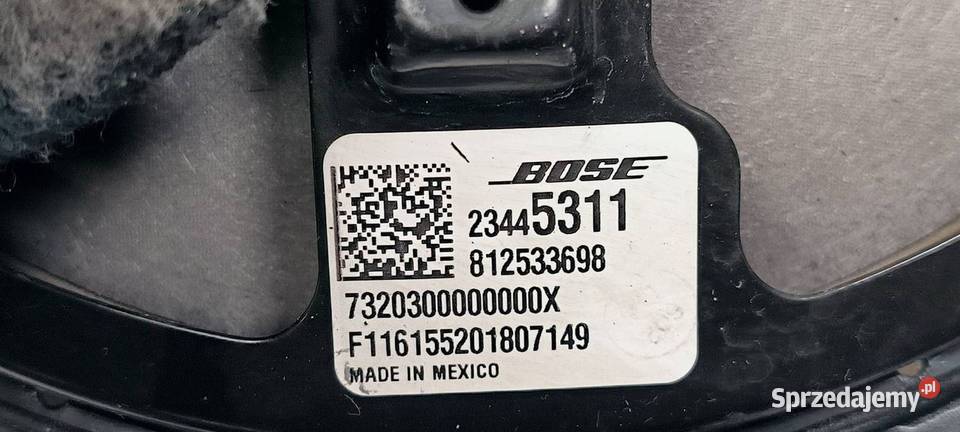 BOSE
23445311
812533698
7320300000000X
F116155201807149
MADE IN MEXICO
Sprzedajemy.pl